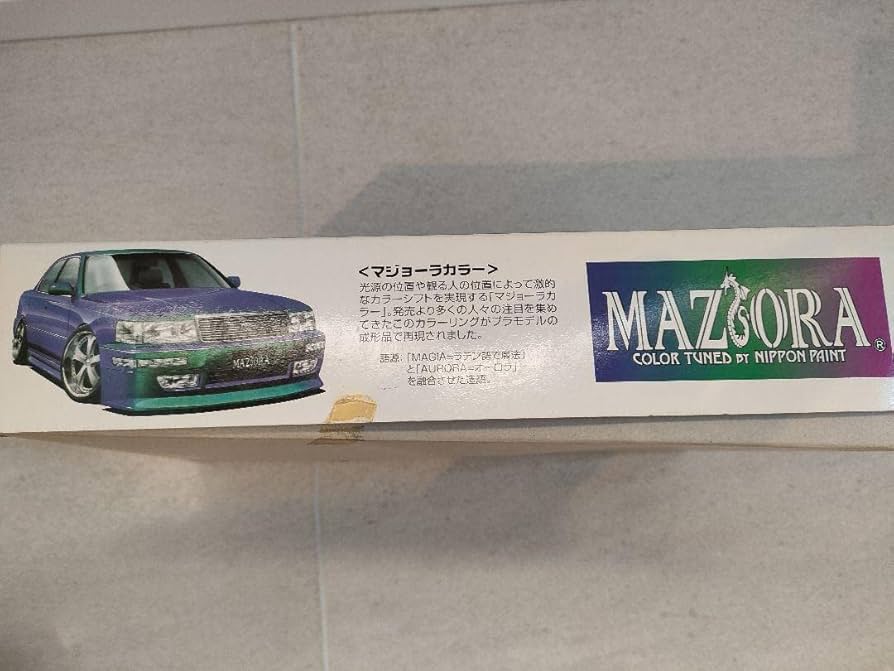 <マジョーラカラー>
光源の位置や観る人の位置によって激的
なカラーシフトを実現する「マジョーラカ
ラー」。発売より多くの人々の注目を集め
てきたこのカラーリングがプラモデルの
成形品で再現されました。
語源:「MAGIA=ラテン語で魔法」
と「AURORA=オーロラ」
を融合させた造語。
MAZIORA
MAZIORA®
COLOR TUNED BY NIPPON PAINT